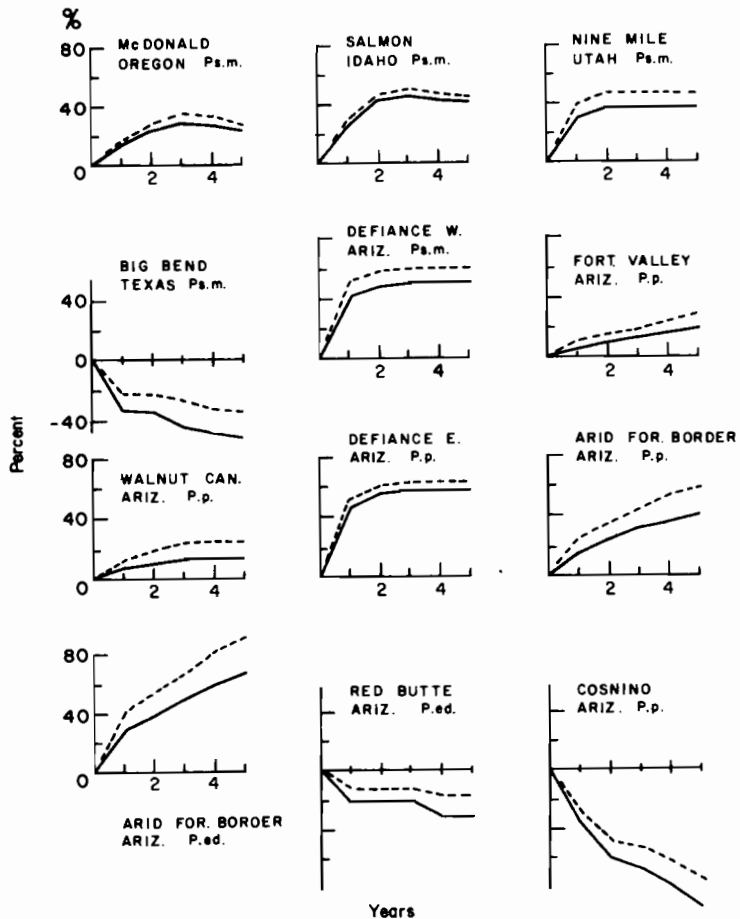 %
McDONALD
OREGON Ps.m.
80
40
0
2 4
SALMON
IDAHO Ps.m.
2 4
NINE MILE
UTAH Ps.m.
2 4
BIG BEND
TEXAS Ps.m.
40
0
-40
2 4
DEFIANCE W.
ARIZ. Ps.m.
2 4
FORT. VALLEY
ARIZ. P.p.
2 4
Percent
WALNUT CAN.
ARIZ. P.p.
80
40
0
2 4
DEFIANCE E.
ARIZ. P.p.
2 4
ARID FOR. BORDER
ARIZ. P.p.
2 4
80
40
0
2 4
ARID FOR. BORDER
ARIZ. P.ed.
RED BUTTE
ARIZ. P.ed.
COSNINO
ARIZ. P.p.
Years